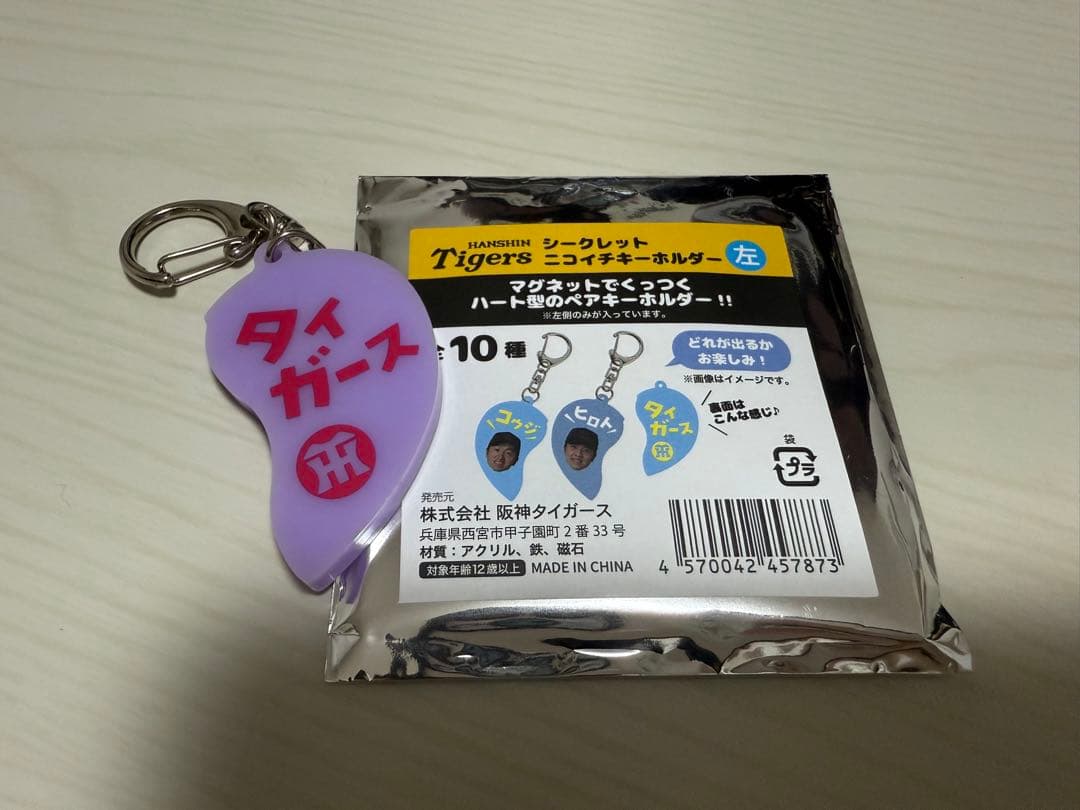 タイ
ガース
HANSHIN
Tigers
シークレット
ニコイチキーホルダー
左
マグネットでくっつく
ハート型のペアキーホルダー!!
※左側のみが入っています。
全10種
どれが出るか
お楽しみ!
※画像はイメージです。
コウジ
ヒロト
タイ
ガース
裏面は
こんな感じ♪
袋
プラ
発売元
株式会社 阪神タイガース
兵庫県西宮市甲子園町2番33号
材質:アクリル、鉄、磁石
対象年齢12歳以上 MADE IN CHINA
4 570042 457873